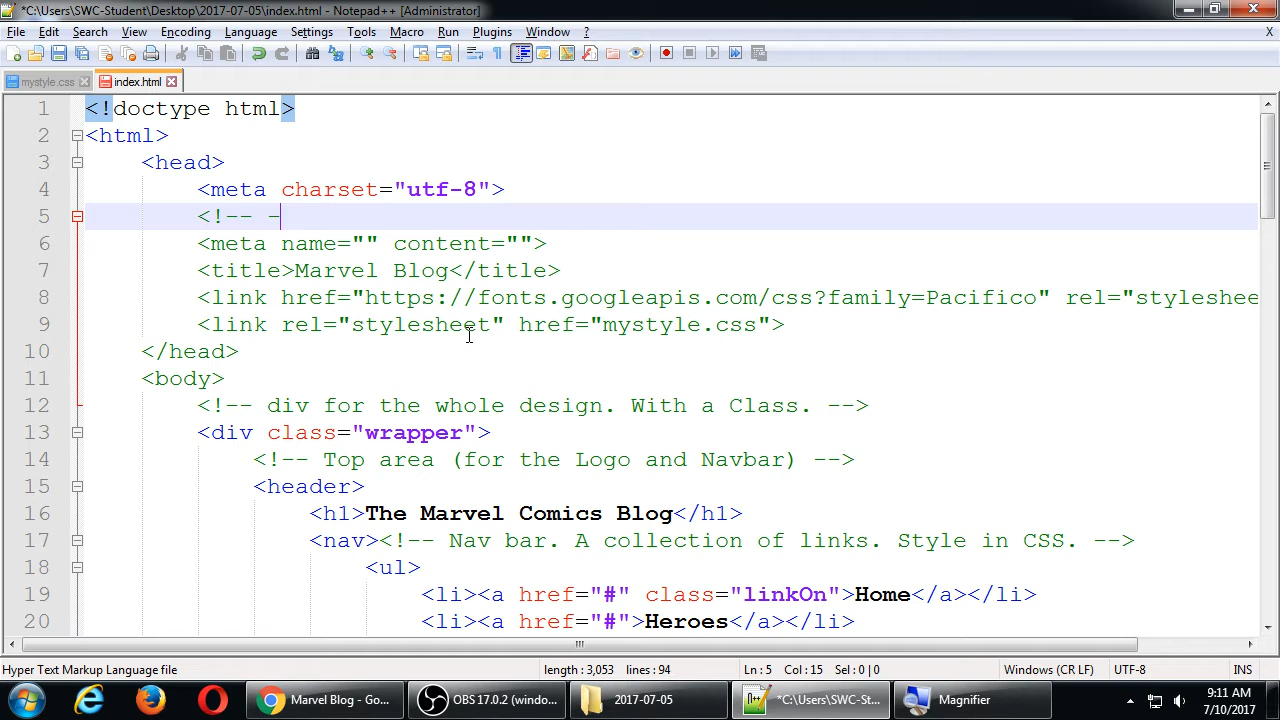 *C:\Users\SWC-Student\Desktop\2017-07-05\index.html - Notepad++ [Administrator]
File Edit Search View Encoding Language Settings Tools Macro Run Plugins Window ? X
mystyle.css index.html
1 <!doctype html>
2 <html>
3 <head>
4 <meta charset="utf-8">
5 <!-- -
6 <meta name="" content="">
7 <title>Marvel Blog</title>
8 <link href="https://fonts.googleapis.com/css?family=Pacifico" rel="styleshee
9 <link rel="stylesheet" href="mystyle.css">
10 </head>
11 <body>
12 <!-- div for the whole design. With a Class. -->
13 <div class="wrapper">
14 <!-- Top area (for the Logo and Navbar) -->
15 <header>
16 <h1>The Marvel Comics Blog</h1>
17 <nav><!-- Nav bar. A collection of links. Style in CSS. -->
18 <ul>
19 <li><a href="#" class="linkOn">Home</a></li>
20 <li><a href="#">Heroes</a></li>
Hyper Text Markup Language file length : 3,053 lines : 94 Ln : 5 Col : 15 Sel : 0 | 0 Windows (CR LF) UTF-8 INS
Marvel Blog - Go... OBS 17.0.2 (windo... 2017-07-05 *C:\Users\SWC-St... Magnifier 9:11 AM
7/10/2017